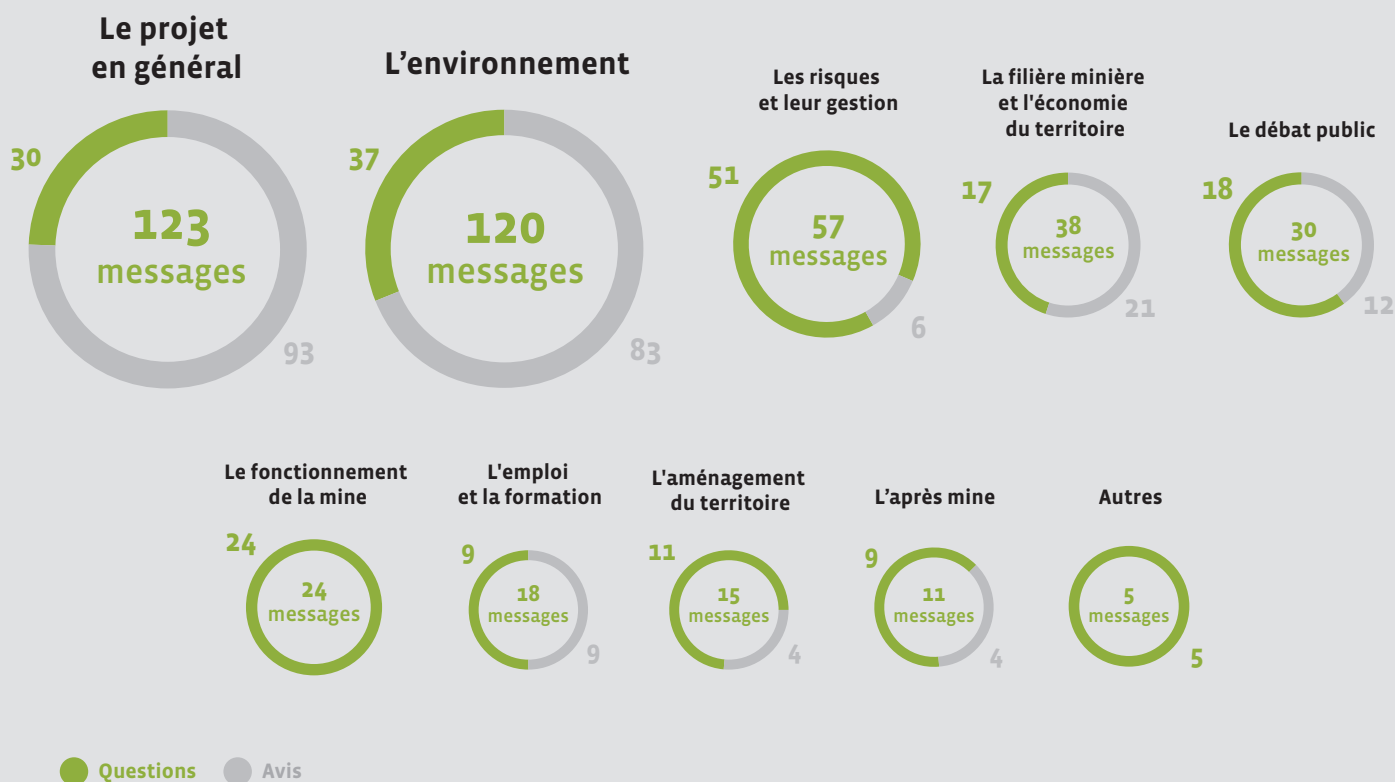 Le projet
en général
30
123
messages
93
L’environnement
37
120
messages
83
Les risques
et leur gestion
51
57
messages
6
La filière minière
et l'économie
du territoire
17
38
messages
21
Le débat public
18
30
messages
12
Le fonctionnement
de la mine
24
24
messages
L'emploi
et la formation
9
18
messages
9
L'aménagement
du territoire
11
15
messages
4
L’après mine
9
11
messages
4
Autres
5
messages
5
Questions
Avis